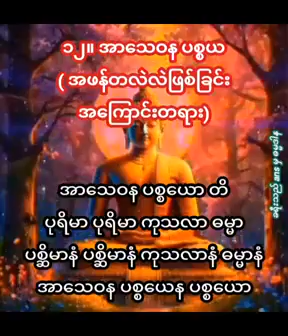 ၁၂။ အာသေဝန ပစ္စယ
( အဖန်တလဲလဲဖြစ်ခြင်း
အကြောင်းတရား)
အာသေဝန ပစ္စယော တိ
ပုရိမာ ပုရိမာ ကုသလာ ဓမ္မာ
ပစ္ဆိမာနံ ပစ္ဆိမာနံ ကုသလာနံ ဓမ္မာနံ
အာသေဝန ပစ္စယေန ပစ္စယော